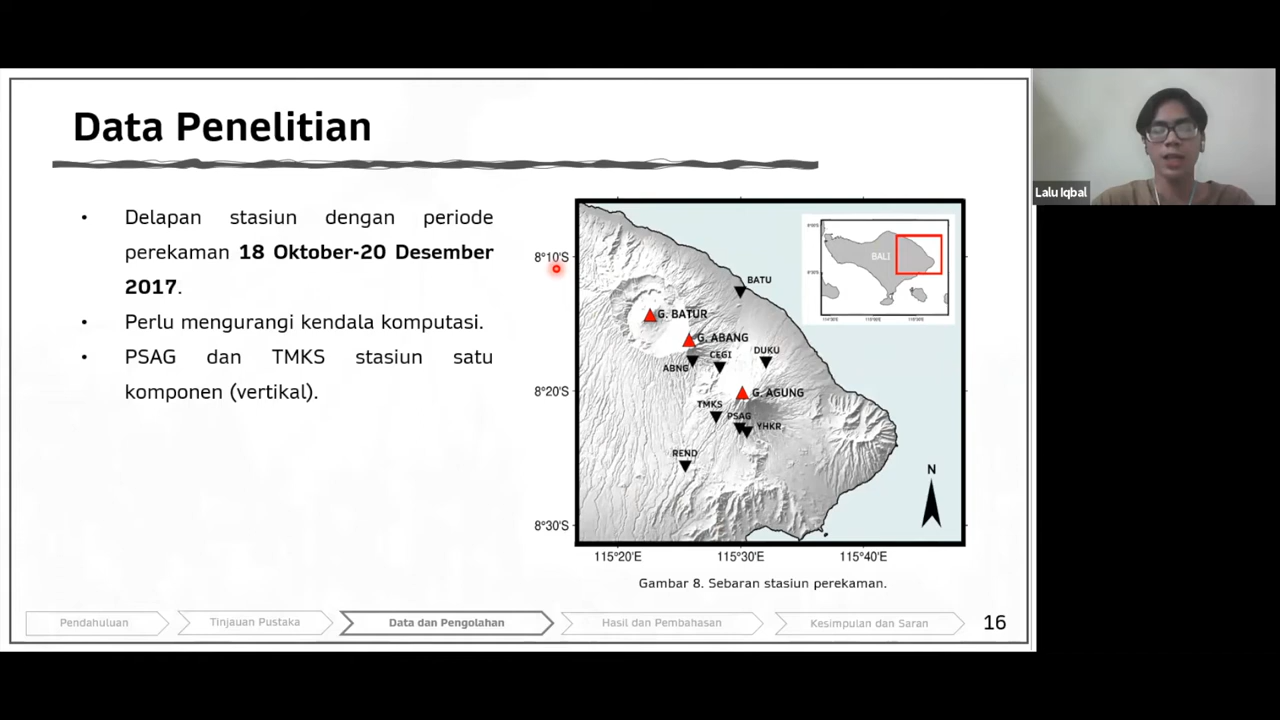 Data Penelitian
• Delapan stasiun dengan periode
perekaman 18 Oktober-20 Desember
2017.
• Perlu mengurangi kendala komputasi.
• PSAG dan TMKS stasiun satu
komponen (vertikal).
8°10'S
8°20'S
8°30'S
BATU
G. BATUR
G. ABANG
CEGI
DUKU
ABNG
G. AGUNG
TMKS
PSAG
YHKR
REND
BALI
N
115°20'E 115°30'E 115°40'E
Gambar 8. Sebaran stasiun perekaman.
Pendahuluan Tinjauan Pustaka Data dan Pengolahan Hasil dan Pembahasan Kesimpulan dan Saran 16
Lalu Iqbal